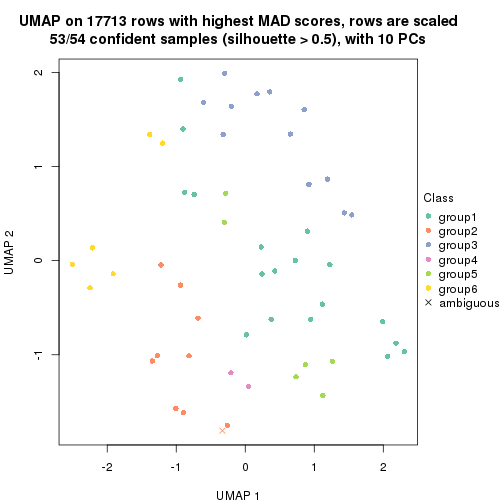 UMAP on 17713 rows with highest MAD scores, rows are scaled
53/54 confident samples (silhouette > 0.5), with 10 PCs
2
1
0
-1
UMAP 2
-2
-1
0
1
2
UMAP 1
Class
group1
group2
group3
group4
group5
group6
ambiguous